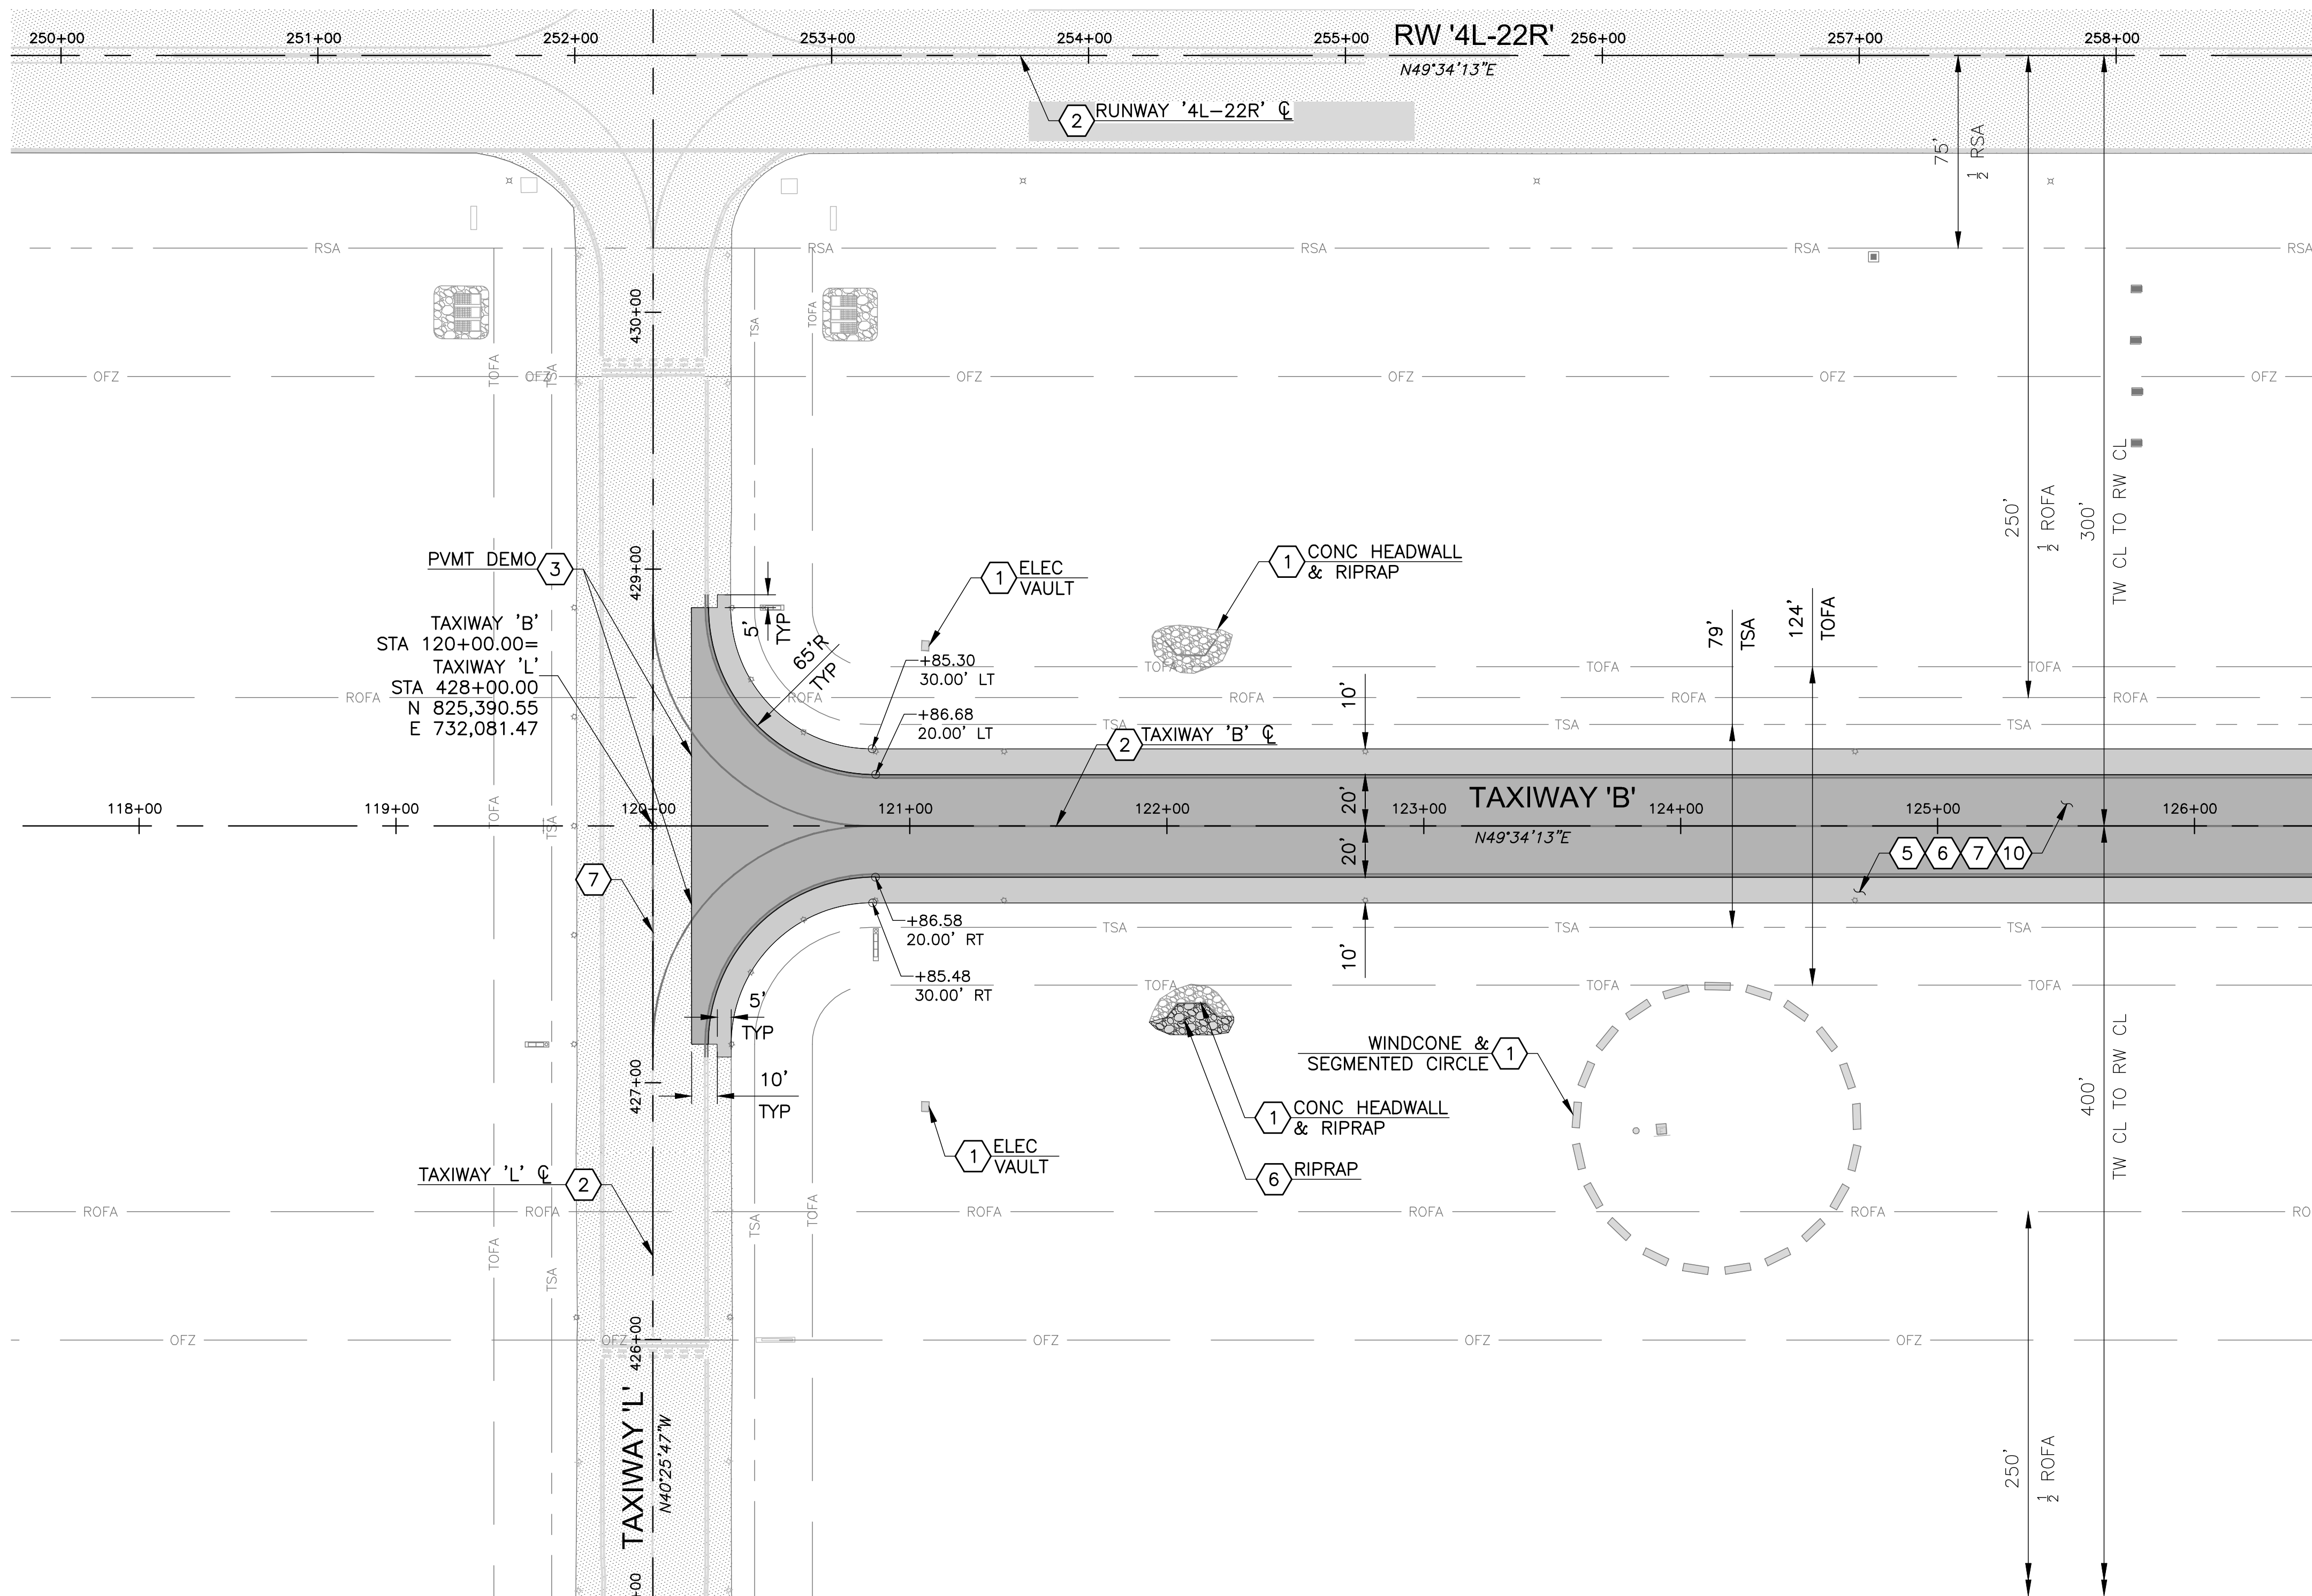 250+00
251+00
252+00
253+00
254+00
255+00
RW '4L-22R'
256+00
257+00
258+00
N49°34'13"E
2
RUNWAY '4L-22R' ℄
75'
1/2 RSA
RSA
RSA
RSA
RSA
RSA
430+00
TSA
TOFA
TOFA
TSA
OFZ
OFZ
OFZ
OFZ
OFZ
OFZ
250'
1/2 ROFA
300'
TW CL TO RW CL
PVMT DEMO
3
429+00
1
ELEC
VAULT
1
CONC HEADWALL
& RIPRAP
5'
TYP
79'
TSA
124'
TOFA
TAXIWAY 'B'
STA 120+00.00=
TAXIWAY 'L'
STA 428+00.00
N 825,390.55
E 732,081.47
65'R
TYP
+85.30
30.00' LT
TOFA
TOFA
TOFA
ROFA
ROFA
ROFA
ROFA
ROFA
10'
+86.68
20.00' LT
TSA
TSA
TSA
2
TAXIWAY 'B' ℄
118+00
119+00
120+00
121+00
122+00
20'
123+00
TAXIWAY 'B'
124+00
125+00
126+00
TOFA
TSA
N49°34'13"E
20'
5
6
7
10
7
+86.58
20.00' RT
TSA
TSA
TSA
10'
+85.48
30.00' RT
TOFA
TOFA
TOFA
5'
TYP
WINDCONE &
SEGMENTED CIRCLE
1
427+00
10'
TYP
1
CONC HEADWALL
& RIPRAP
400'
TW CL TO RW CL
1
ELEC
VAULT
6
RIPRAP
TAXIWAY 'L' ℄
2
ROFA
ROFA
ROFA
ROFA
ROFA
RO
TOFA
TSA
TSA
TOFA
OFZ
OFZ
426+00
OFZ
OFZ
OFZ
TAXIWAY 'L'
N40°25'47"W
250'
1/2 ROFA
+00